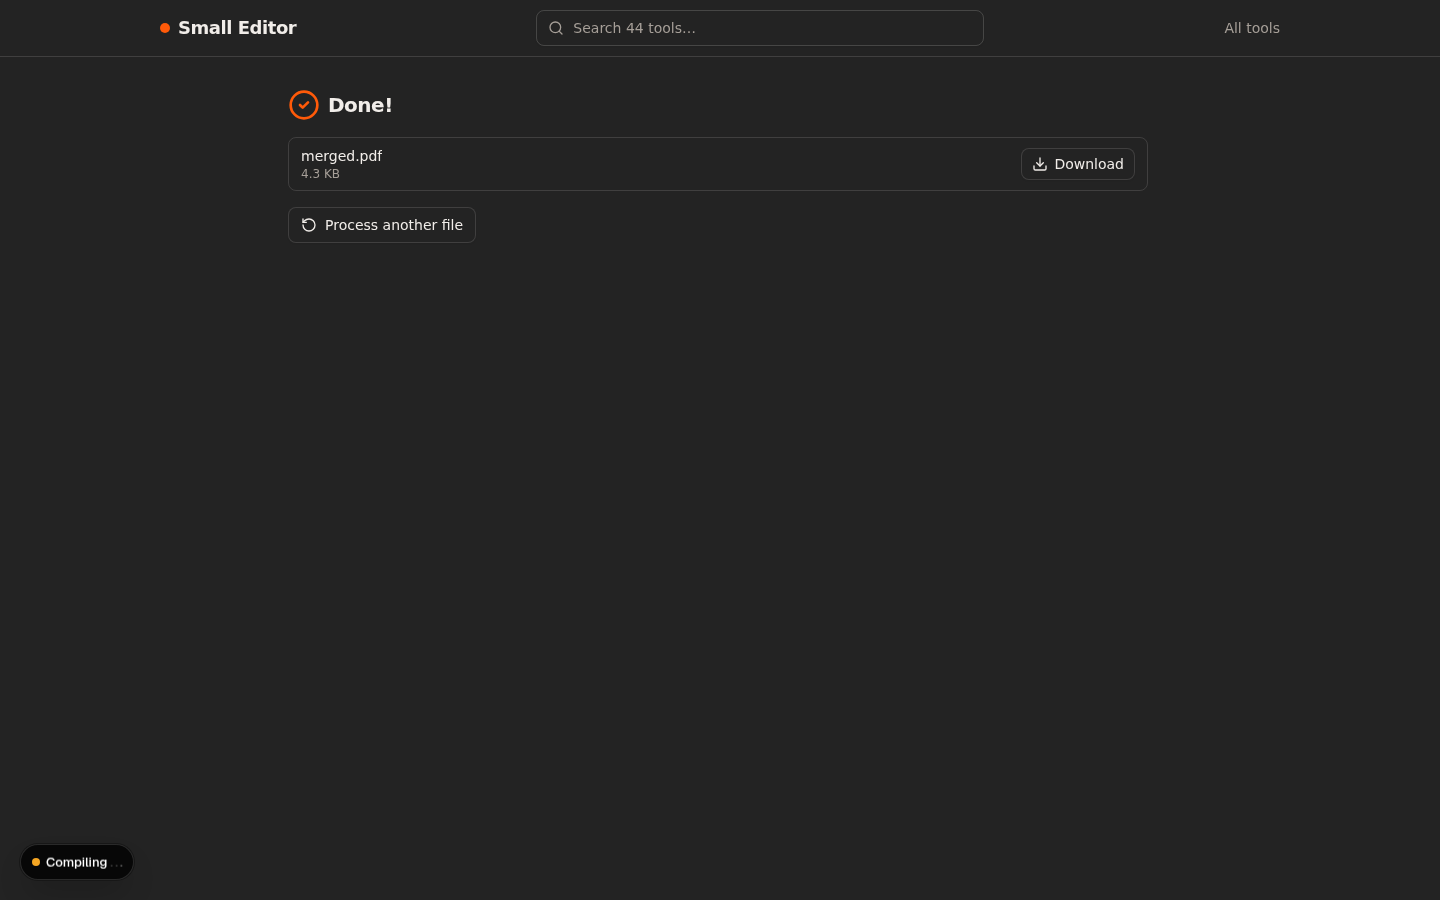 Small Editor
Search 44 tools...
All tools
Done!
merged.pdf
4.3 KB
Download
Process another file
Compiling ...